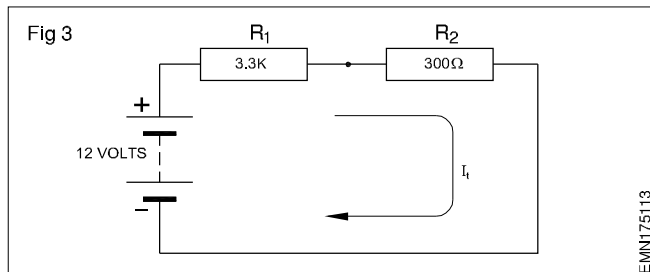 Fig 3
R1 R2
3.3K 300Ω
+
12 VOLTS
It
−
EMN175113